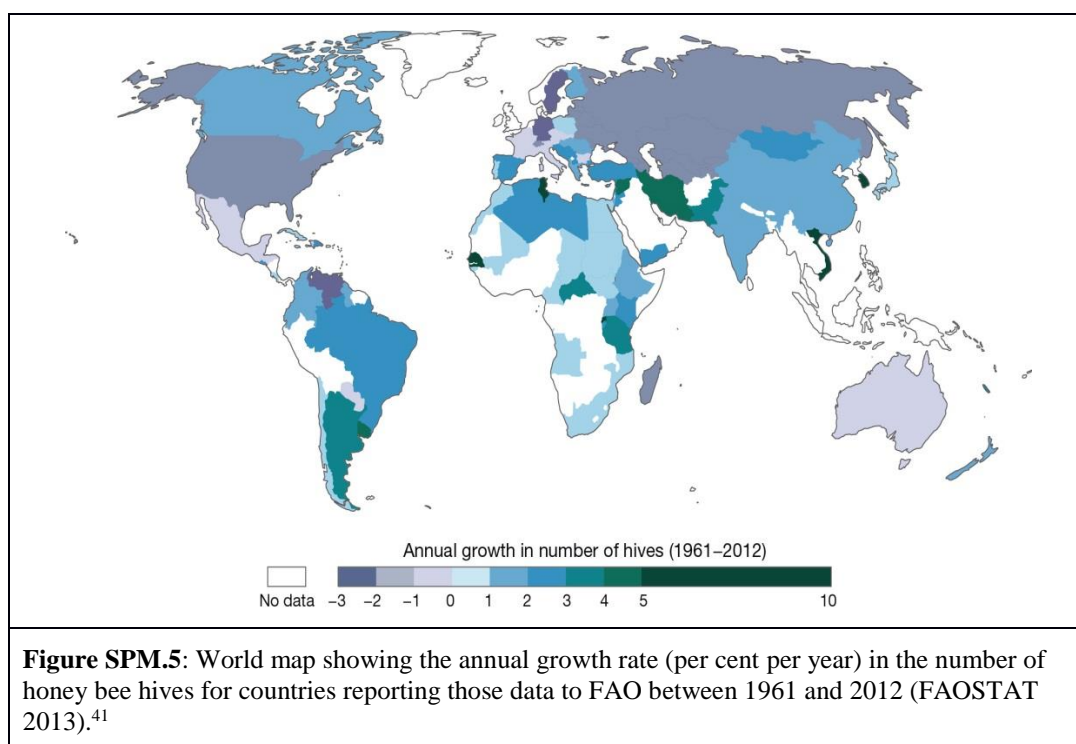 Annual growth in number of hives (1961–2012)
No data –3 –2 –1 0 1 2 3 4 5 10
Figure SPM.5: World map showing the annual growth rate (per cent per year) in the number of
honey bee hives for countries reporting those data to FAO between 1961 and 2012 (FAOSTAT
2013).41